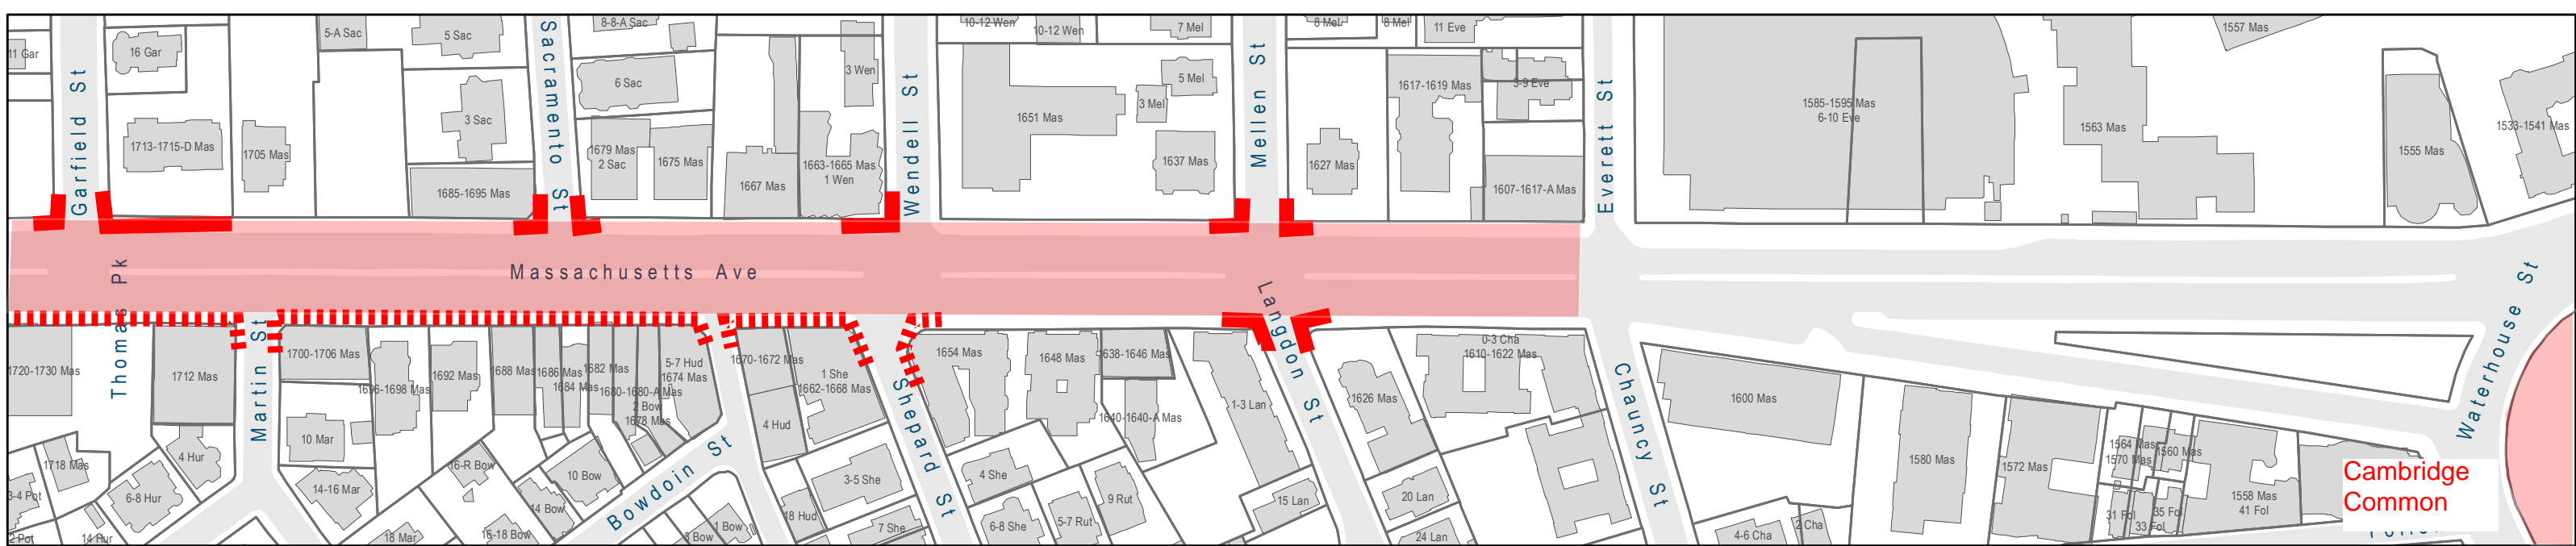 11 Gar
16 Gar
5-A Sac
5 Sac
8-8-A Sac
10-12 Wen
10-12 Wen
7 Mel
8 Mel
8 Mel
11 Eve
1557 Mas
Garfield St
Sacramento St
3 Sac
6 Sac
3 Wen
Wendell St
5 Mel
3 Mel
Mellen St
1617-1619 Mas
3-9 Eve
Everett St
1585-1595 Mas
6-10 Eve
1563 Mas
1533-1541 Mas
1713-1715-D Mas
1705 Mas
1685-1695 Mas
1679 Mas
2 Sac
1675 Mas
1667 Mas
1663-1665 Mas
1 Wen
1651 Mas
1637 Mas
1627 Mas
1607-1617-A Mas
1555 Mas
Massachusetts Ave
Thomas Pk
Martin St
Langdon St
Chauncy St
Waterhouse St
1720-1730 Mas
1712 Mas
1700-1706 Mas
1696-1698 Mas
1692 Mas
1688 Mas
1686 Mas
1684 Mas
1682 Mas
1680-1680-A Mas
2 Bow
1678 Mas
5-7 Hud
1674 Mas
1670-1672 Mas
1 She
1662-1668 Mas
4 Hud
Shepard St
1654 Mas
1648 Mas
1638-1646 Mas
1640-1640-A Mas
1-3 Lan
1626 Mas
0-3 Cha
1610-1622 Mas
1600 Mas
1580 Mas
1572 Mas
1564 Mas
1570 Mas
1560 Mas
1558 Mas
41 Fol
31 Fol
33 Fol
35 Fol
Cambridge
Common
1718 Mas
3-4 Pot
2 Pot
4 Hur
6-8 Hur
14 Hur
10 Mar
14-16 Mar
18 Mar
16-R Bow
10 Bow
14 Bow
16-18 Bow
Bowdoin St
1 Bow
3 Bow
18 Hud
3-5 She
7 She
4 She
6-8 She
5-7 Rut
9 Rut
15 Lan
20 Lan
24 Lan
4-6 Cha
2 Cha